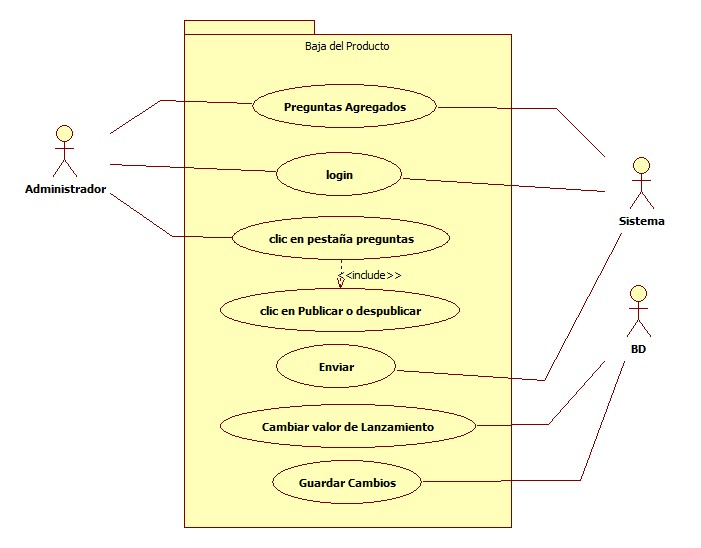 Baja del Producto
Preguntas Agregados
login
Administrador
Sistema
clic en pestaña preguntas
<<include>>
clic en Publicar o despublicar
BD
Enviar
Cambiar valor de Lanzamiento
Guardar Cambios